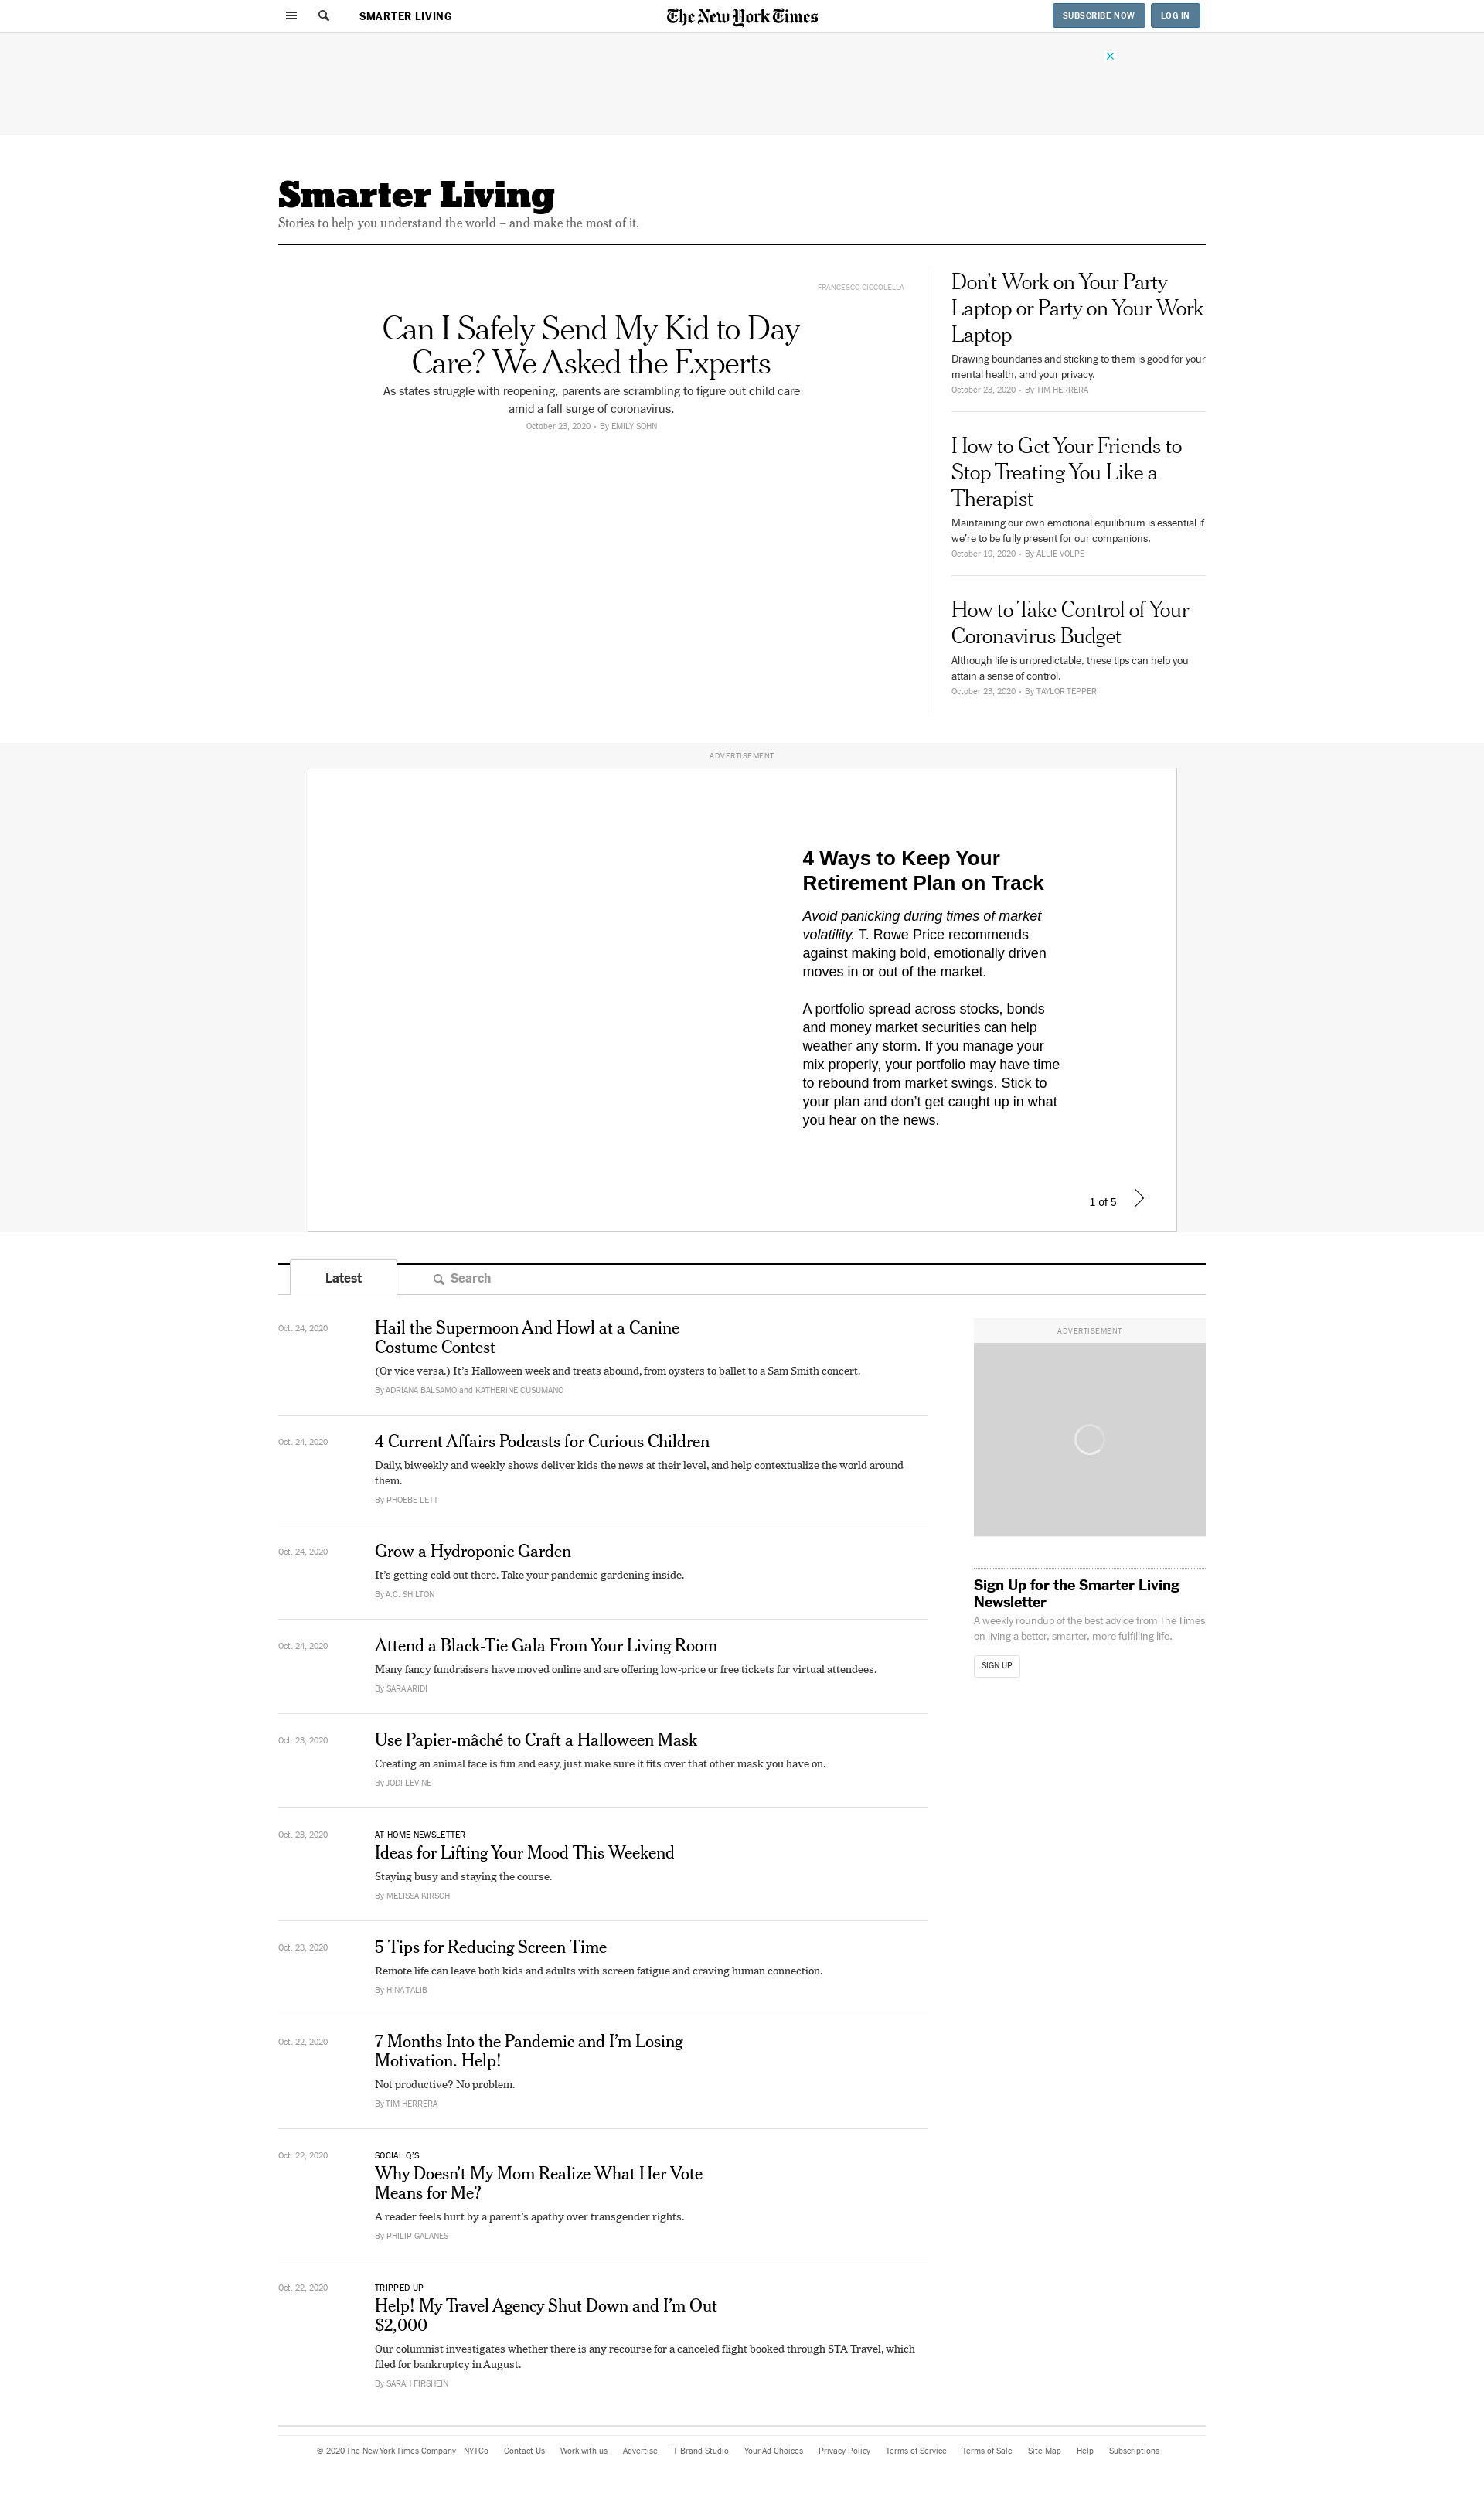 SMARTER LIVING
The New York Times
SUBSCRIBE NOW
LOG IN
Smarter Living
Stories to help you understand the world – and make the most of it.
FRANCESCO CICCOLELLA
Can I Safely Send My Kid to Day
Care? We Asked the Experts
As states struggle with reopening, parents are scrambling to figure out child care
amid a fall surge of coronavirus.
October 23, 2020 • By EMILY SOHN
Don’t Work on Your Party
Laptop or Party on Your Work
Laptop
Drawing boundaries and sticking to them is good for your
mental health, and your privacy.
October 23, 2020 • By TIM HERRERA
How to Get Your Friends to
Stop Treating You Like a
Therapist
Maintaining our own emotional equilibrium is essential if
we’re to be fully present for our companions.
October 19, 2020 • By ALLIE VOLPE
How to Take Control of Your
Coronavirus Budget
Although life is unpredictable, these tips can help you
attain a sense of control.
October 23, 2020 • By TAYLOR TEPPER
ADVERTISEMENT
4 Ways to Keep Your
Retirement Plan on Track
Avoid panicking during times of market
volatility. T. Rowe Price recommends
against making bold, emotionally driven
moves in or out of the market.
A portfolio spread across stocks, bonds
and money market securities can help
weather any storm. If you manage your
mix properly, your portfolio may have time
to rebound from market swings. Stick to
your plan and don’t get caught up in what
you hear on the news.
1 of 5
Latest
Search
Oct. 24, 2020
Hail the Supermoon And Howl at a Canine
Costume Contest
(Or vice versa.) It’s Halloween week and treats abound, from oysters to ballet to a Sam Smith concert.
By ADRIANA BALSAMO and KATHERINE CUSUMANO
Oct. 24, 2020
4 Current Affairs Podcasts for Curious Children
Daily, biweekly and weekly shows deliver kids the news at their level, and help contextualize the world around
them.
By PHOEBE LETT
Oct. 24, 2020
Grow a Hydroponic Garden
It’s getting cold out there. Take your pandemic gardening inside.
By A.C. SHILTON
Oct. 24, 2020
Attend a Black-Tie Gala From Your Living Room
Many fancy fundraisers have moved online and are offering low-price or free tickets for virtual attendees.
By SARA ARIDI
Oct. 23, 2020
Use Papier-mâché to Craft a Halloween Mask
Creating an animal face is fun and easy, just make sure it fits over that other mask you have on.
By JODI LEVINE
Oct. 23, 2020
AT HOME NEWSLETTER
Ideas for Lifting Your Mood This Weekend
Staying busy and staying the course.
By MELISSA KIRSCH
Oct. 23, 2020
5 Tips for Reducing Screen Time
Remote life can leave both kids and adults with screen fatigue and craving human connection.
By HINA TALIB
Oct. 22, 2020
7 Months Into the Pandemic and I’m Losing
Motivation. Help!
Not productive? No problem.
By TIM HERRERA
Oct. 22, 2020
SOCIAL Q’S
Why Doesn’t My Mom Realize What Her Vote
Means for Me?
A reader feels hurt by a parent’s apathy over transgender rights.
By PHILIP GALANES
Oct. 22, 2020
TRIPPED UP
Help! My Travel Agency Shut Down and I’m Out
$2,000
Our columnist investigates whether there is any recourse for a canceled flight booked through STA Travel, which
filed for bankruptcy in August.
By SARAH FIRSHEIN
ADVERTISEMENT
Sign Up for the Smarter Living
Newsletter
A weekly roundup of the best advice from The Times
on living a better, smarter, more fulfilling life.
SIGN UP
© 2020 The New York Times Company NYTCo Contact Us Work with us Advertise T Brand Studio Your Ad Choices Privacy Policy Terms of Service Terms of Sale Site Map Help Subscriptions